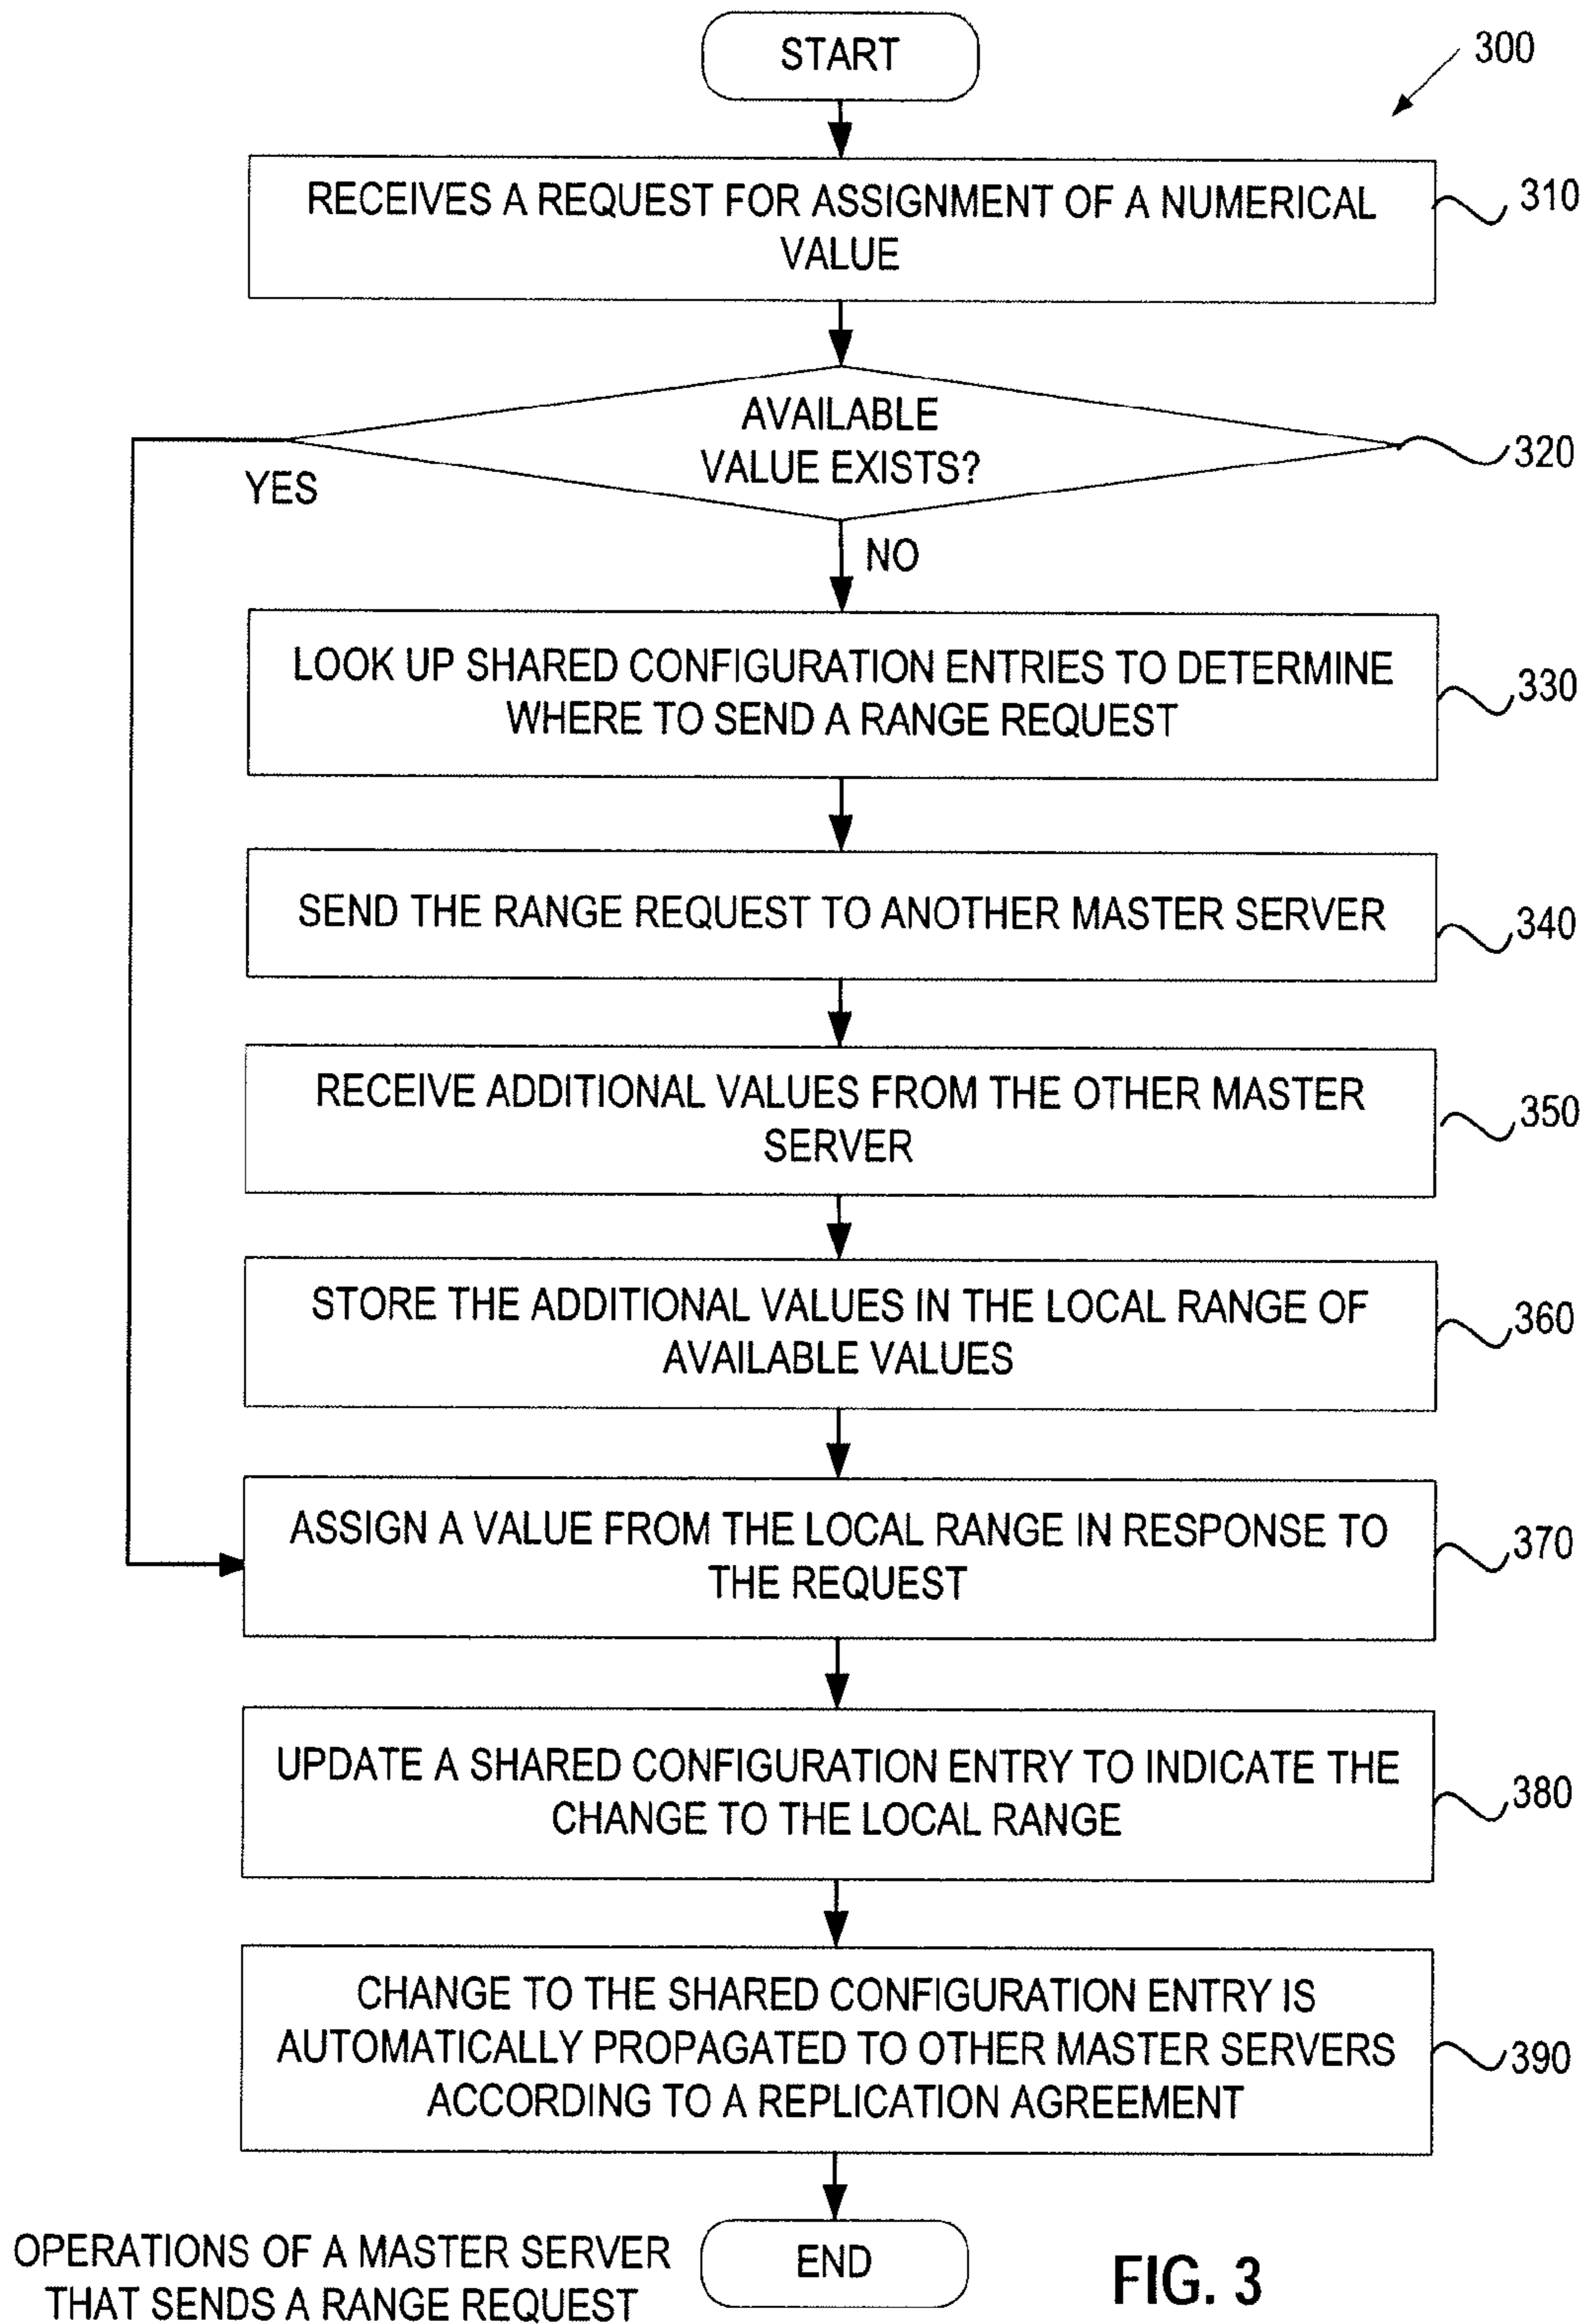 START
300
RECEIVES A REQUEST FOR ASSIGNMENT OF A NUMERICAL
VALUE
310
AVAILABLE
VALUE EXISTS?
320
YES
NO
LOOK UP SHARED CONFIGURATION ENTRIES TO DETERMINE
WHERE TO SEND A RANGE REQUEST
330
SEND THE RANGE REQUEST TO ANOTHER MASTER SERVER
340
RECEIVE ADDITIONAL VALUES FROM THE OTHER MASTER
SERVER
350
STORE THE ADDITIONAL VALUES IN THE LOCAL RANGE OF
AVAILABLE VALUES
360
ASSIGN A VALUE FROM THE LOCAL RANGE IN RESPONSE TO
THE REQUEST
370
UPDATE A SHARED CONFIGURATION ENTRY TO INDICATE THE
CHANGE TO THE LOCAL RANGE
380
CHANGE TO THE SHARED CONFIGURATION ENTRY IS
AUTOMATICALLY PROPAGATED TO OTHER MASTER SERVERS
ACCORDING TO A REPLICATION AGREEMENT
390
END
OPERATIONS OF A MASTER SERVER
THAT SENDS A RANGE REQUEST
FIG. 3